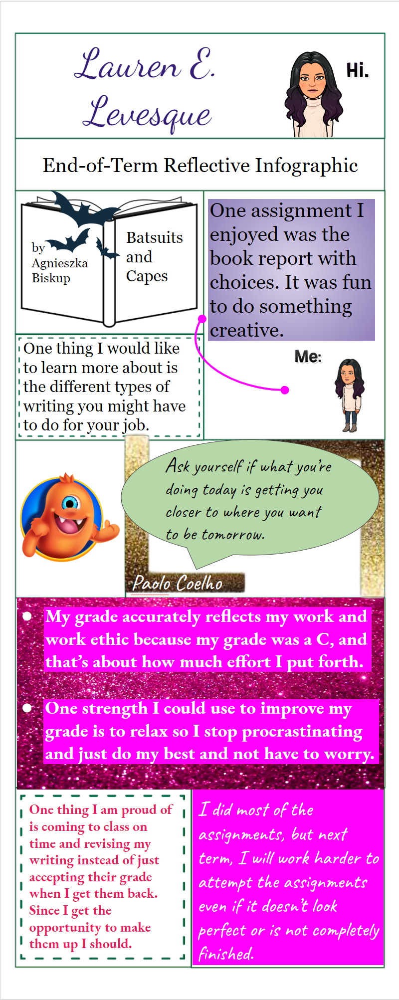 Lauren E.
Levesque
Hi.
End-of-Term Reflective Infographic
by
Agnieszka
Biskup
Batsuits
and
Capes
One assignment I
enjoyed was the
book report with
choices. It was fun
to do something
creative.
One thing I would like
to learn more about is
the different types of
writing you might have
to do for your job.
Me:
Ask yourself if what you're
doing today is getting you
closer to where you want
to be tomorrow.
Paolo Coelho
My grade accurately reflects my work and
work ethic because my grade was a C, and
that's about how much effort I put forth.
One strength I could use to improve my
grade is to relax so I stop procrastinating
and just do my best and not have to worry.
One thing I am proud of
is coming to class on
time and revising my
writing instead of just
accepting their grade
when I get them back.
Since I get the
opportunity to make
them up I should.
I did most of the
assignments, but next
term, I will work harder to
attempt the assignments
even if it doesn't look
perfect or is not completely
finished.